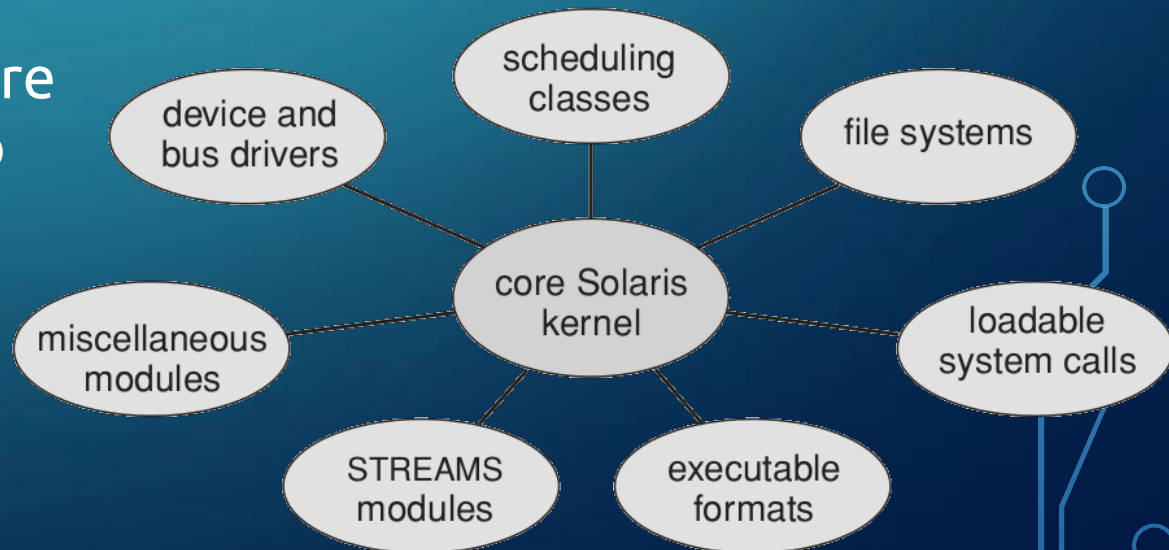 re
scheduling
classes
device and
bus drivers
file systems
core Solaris
kernel
loadable
system calls
miscellaneous
modules
STREAMS
modules
executable
formats